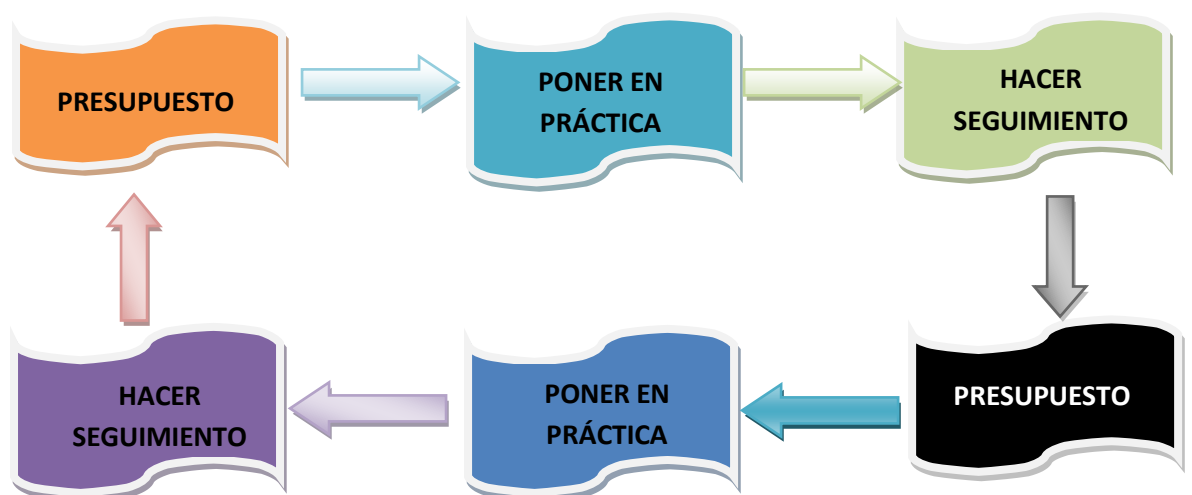 PRESUPUESTO
PONER EN
PRÁCTICA
HACER
SEGUIMIENTO
PRESUPUESTO
PONER EN
PRÁCTICA
HACER
SEGUIMIENTO